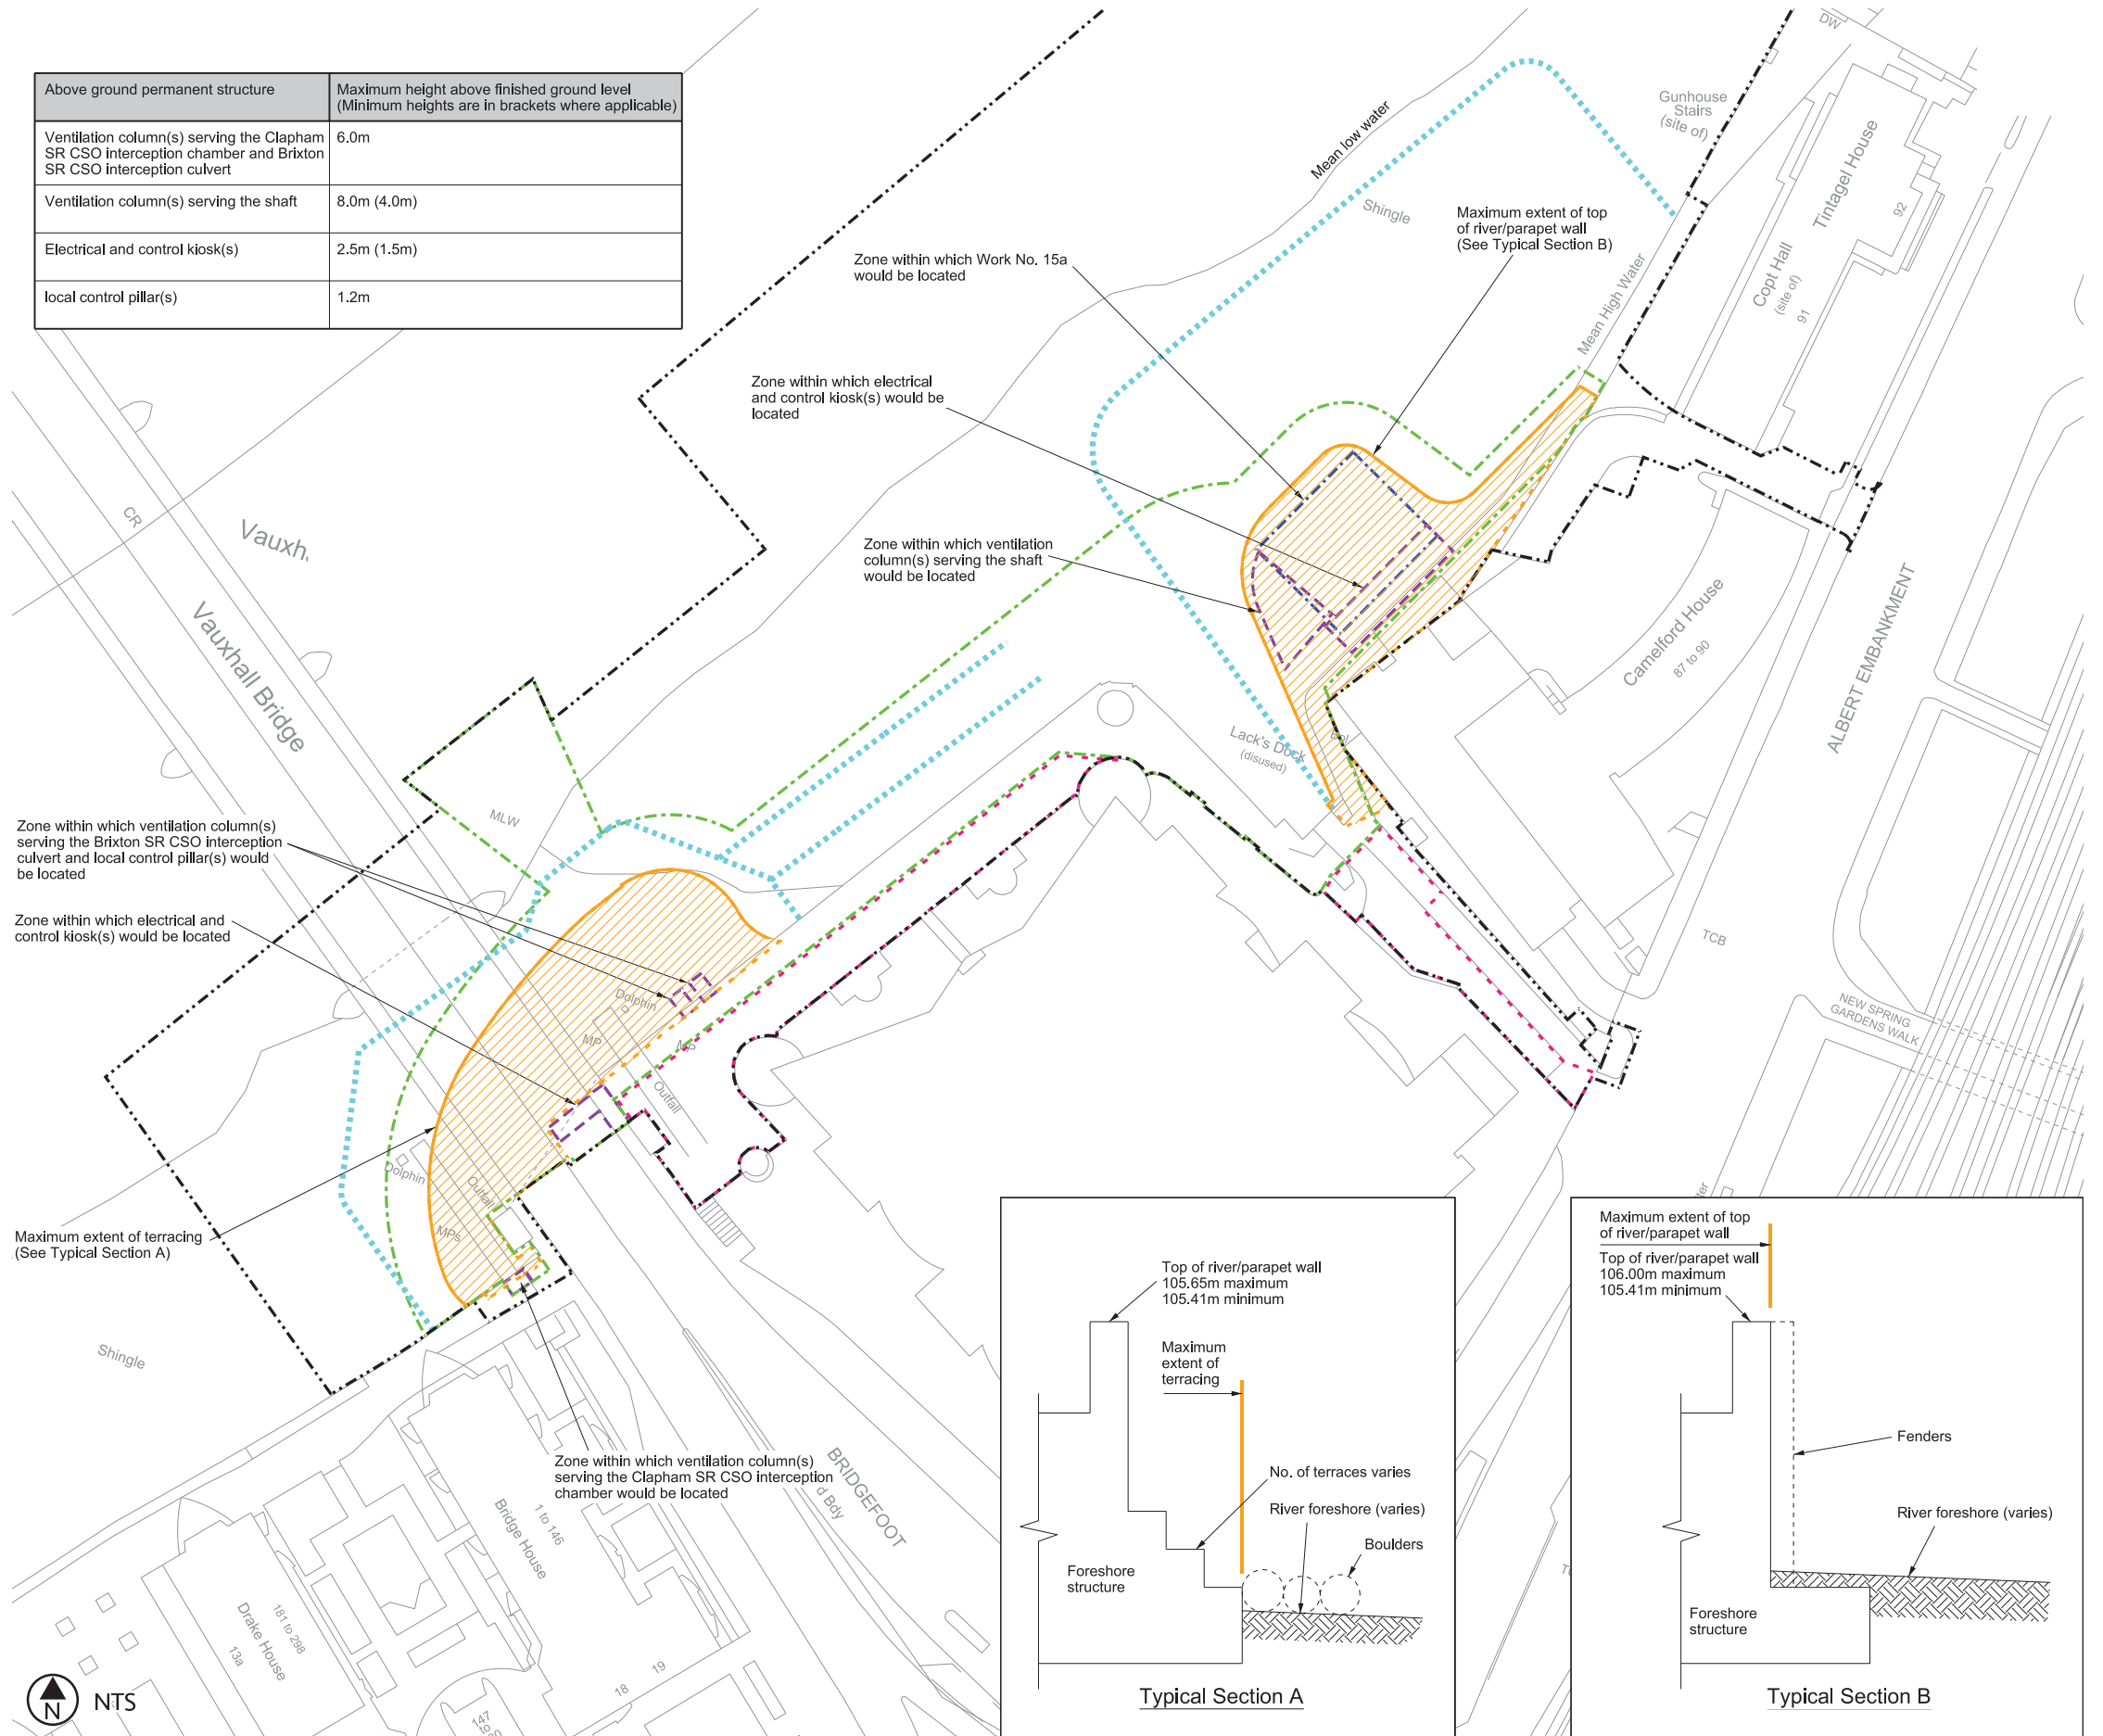 Above ground permanent structure
Maximum height above finished ground level
(Minimum heights are in brackets where applicable)
Ventilation column(s) serving the Clapham
SR CSO interception chamber and Brixton
SR CSO interception culvert
6.0m
Ventilation column(s) serving the shaft
8.0m (4.0m)
Electrical and control kiosk(s)
2.5m (1.5m)
local control pillar(s)
1.2m
DW
Gunhouse
Stairs
(site of)
Mean low water
Shingle
Tintagel House
92
Copt Hall
(site of)
91
Maximum extent of top
of river/parapet wall
(See Typical Section B)
Mean High Water
Zone within which Work No. 15a
would be located
Zone within which electrical
and control kiosk(s) would be
located
Zone within which ventilation
column(s) serving the shaft
would be located
CR
Vauxh
Vauxhall Bridge
Camelford House
87 to 90
ALBERT EMBANKMENT
Lack's Dock
(disused)
MLW
Zone within which ventilation column(s)
serving the Brixton SR CSO interception
culvert and local control pillar(s) would
be located
Zone within which electrical and
control kiosk(s) would be located
Dolphin
MP
MP
Outfall
TCB
NEW SPRING
GARDENS WALK
Dolphin
Outfall
MPs
Maximum extent of terracing
(See Typical Section A)
Shingle
Zone within which ventilation column(s)
serving the Clapham SR CSO interception
chamber would be located
BRIDGEFOOT
d Bdy
Bridge House
1 to 146
Drake House
181 to 298
13a
19
18
147
N
NTS
Top of river/parapet wall
105.65m maximum
105.41m minimum
Maximum
extent of
terracing
No. of terraces varies
River foreshore (varies)
Boulders
Foreshore
structure
Typical Section A
Maximum extent of top
of river/parapet wall
Top of river/parapet wall
106.00m maximum
105.41m minimum
Fenders
River foreshore (varies)
Foreshore
structure
Typical Section B